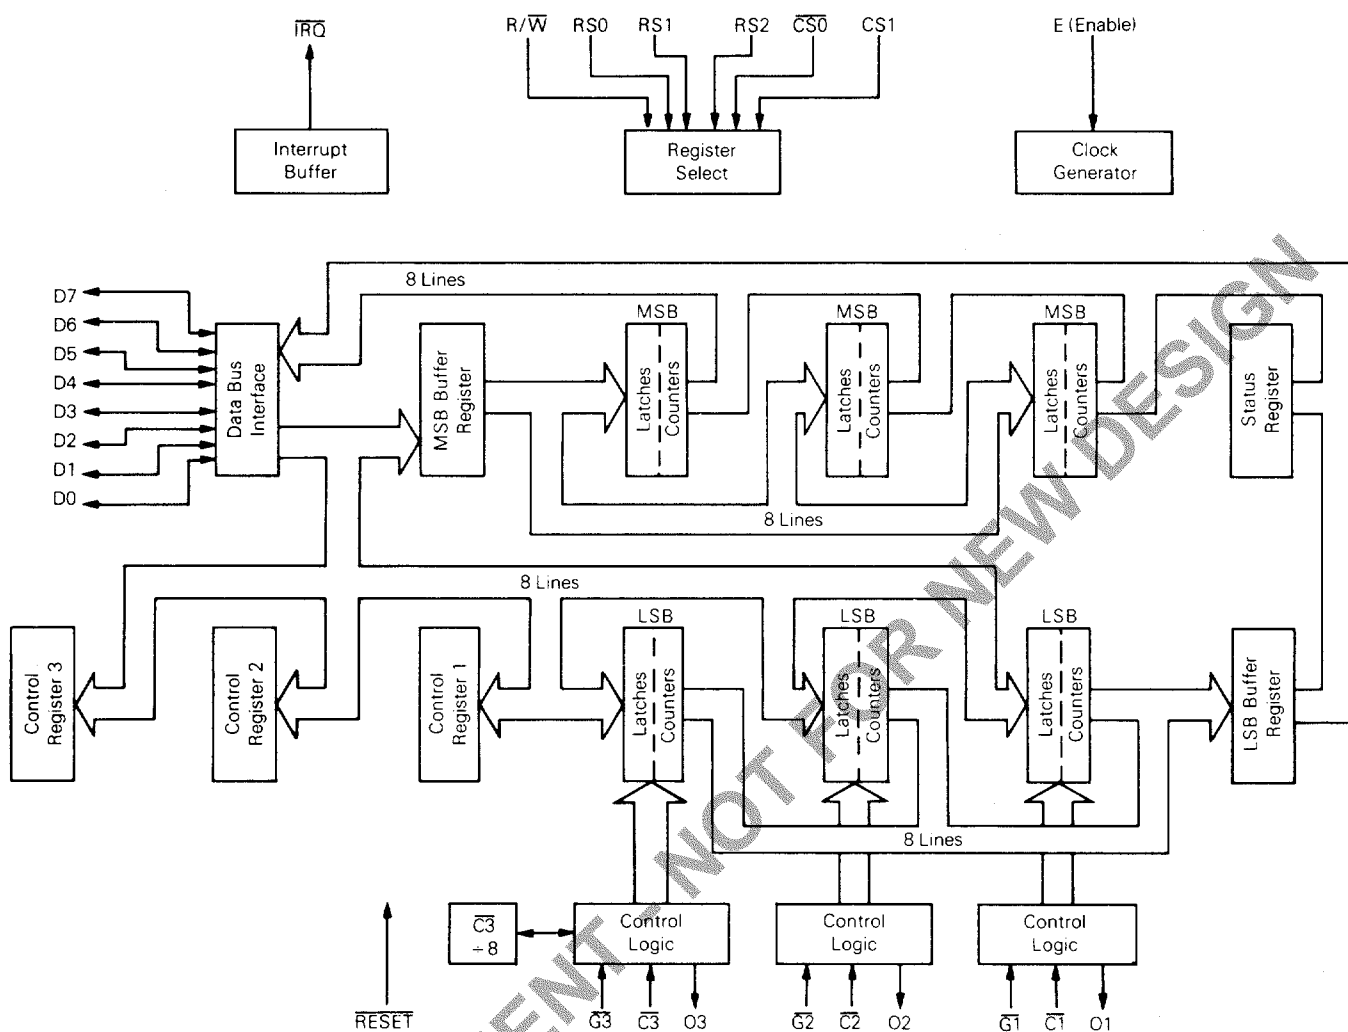 IRQ
R/W RS0 RS1 RS2 CS0 CS1
E (Enable)
Interrupt
Buffer
Register
Select
Clock
Generator
8 Lines
D7
D6
D5
D4
D3
D2
D1
D0
Data Bus
Interface
MSB Buffer
Register
MSB
Latches
Counters
MSB
Latches
Counters
MSB
Latches
Counters
Status
Register
8 Lines
8 Lines
Control
Register 3
Control
Register 2
Control
Register 1
LSB
Latches
Counters
LSB
Latches
Counters
LSB
Latches
Counters
LSB Buffer
Register
8 Lines
C3
÷8
Control
Logic
Control
Logic
Control
Logic
RESET
G3 C3 O3
G2 C2 O2
G1 C1 O1
- NOT FOR NEW DESIGN